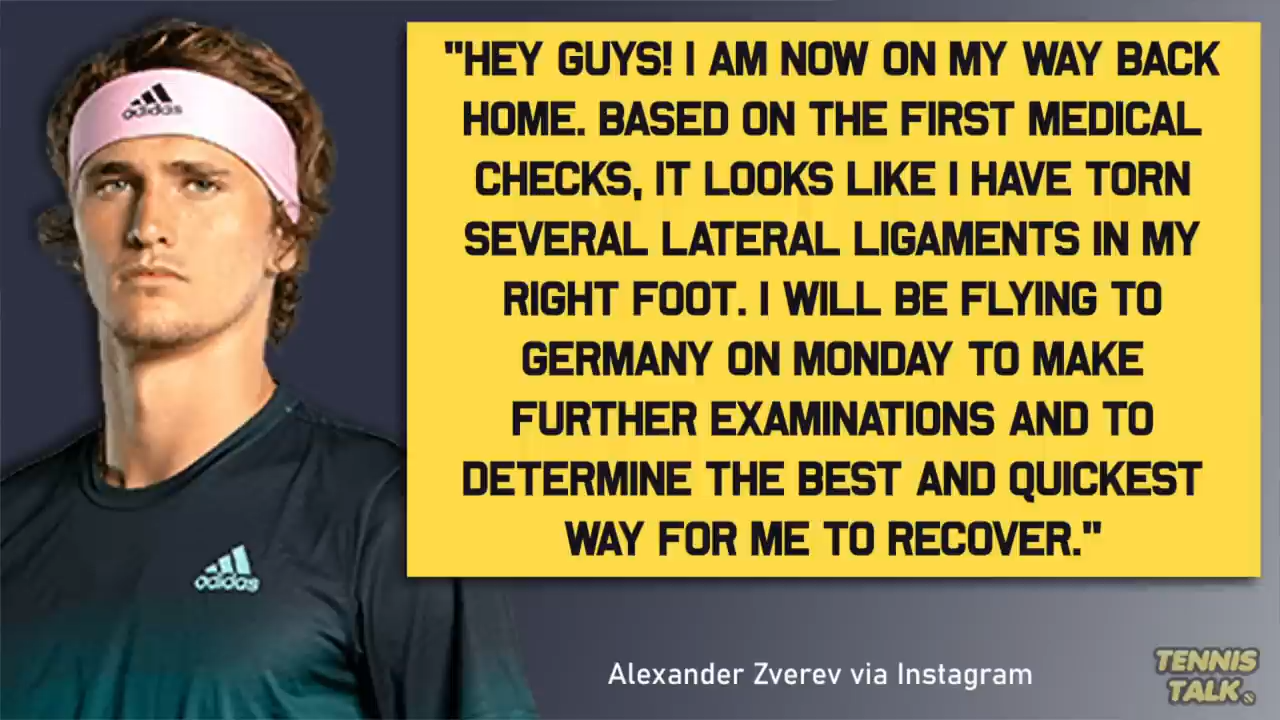 adidas
"HEY GUYS! I AM NOW ON MY WAY BACK
HOME. BASED ON THE FIRST MEDICAL
CHECKS, IT LOOKS LIKE I HAVE TORN
SEVERAL LATERAL LIGAMENTS IN MY
RIGHT FOOT. I WILL BE FLYING TO
GERMANY ON MONDAY TO MAKE
FURTHER EXAMINATIONS AND TO
DETERMINE THE BEST AND QUICKEST
WAY FOR ME TO RECOVER."
adidas
Alexander Zverev via Instagram
TENNIS
TALK